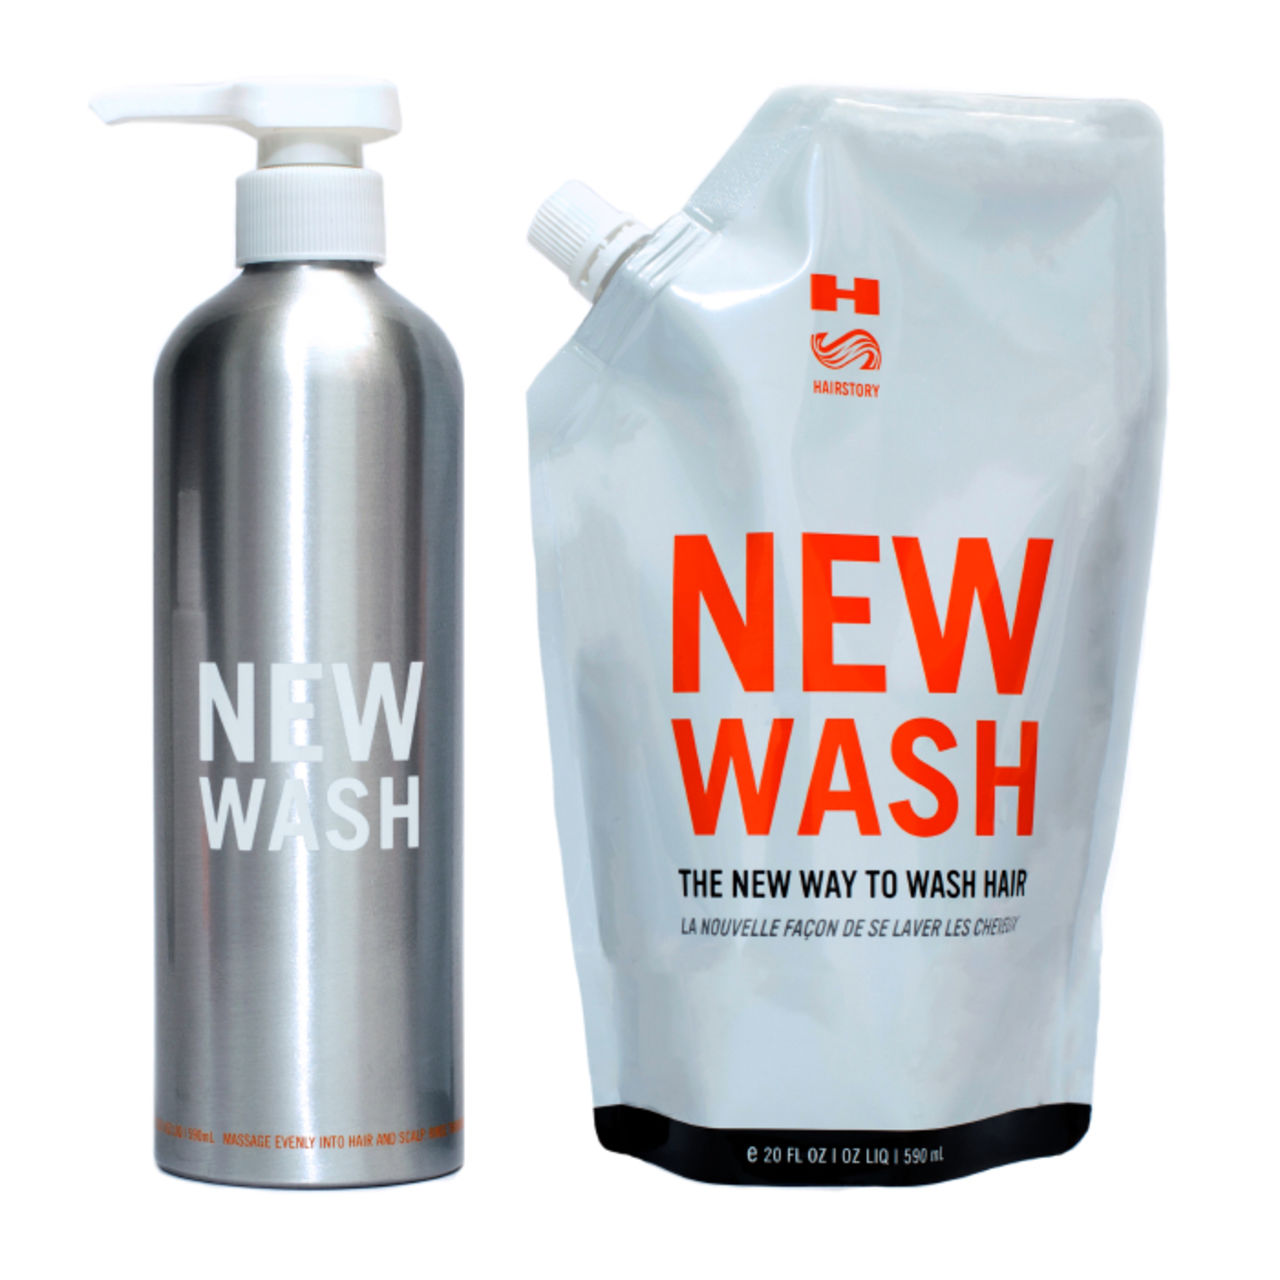 NEW
WASH
590mL MASSAGE EVENLY INTO HAIR AND SCALP.
H
HAIRSTORY
NEW
WASH
THE NEW WAY TO WASH HAIR
LA NOUVELLE FAÇON DE SE LAVER LES CHEVEUX
e 20 FL OZ | OZ LIQ | 590 mL